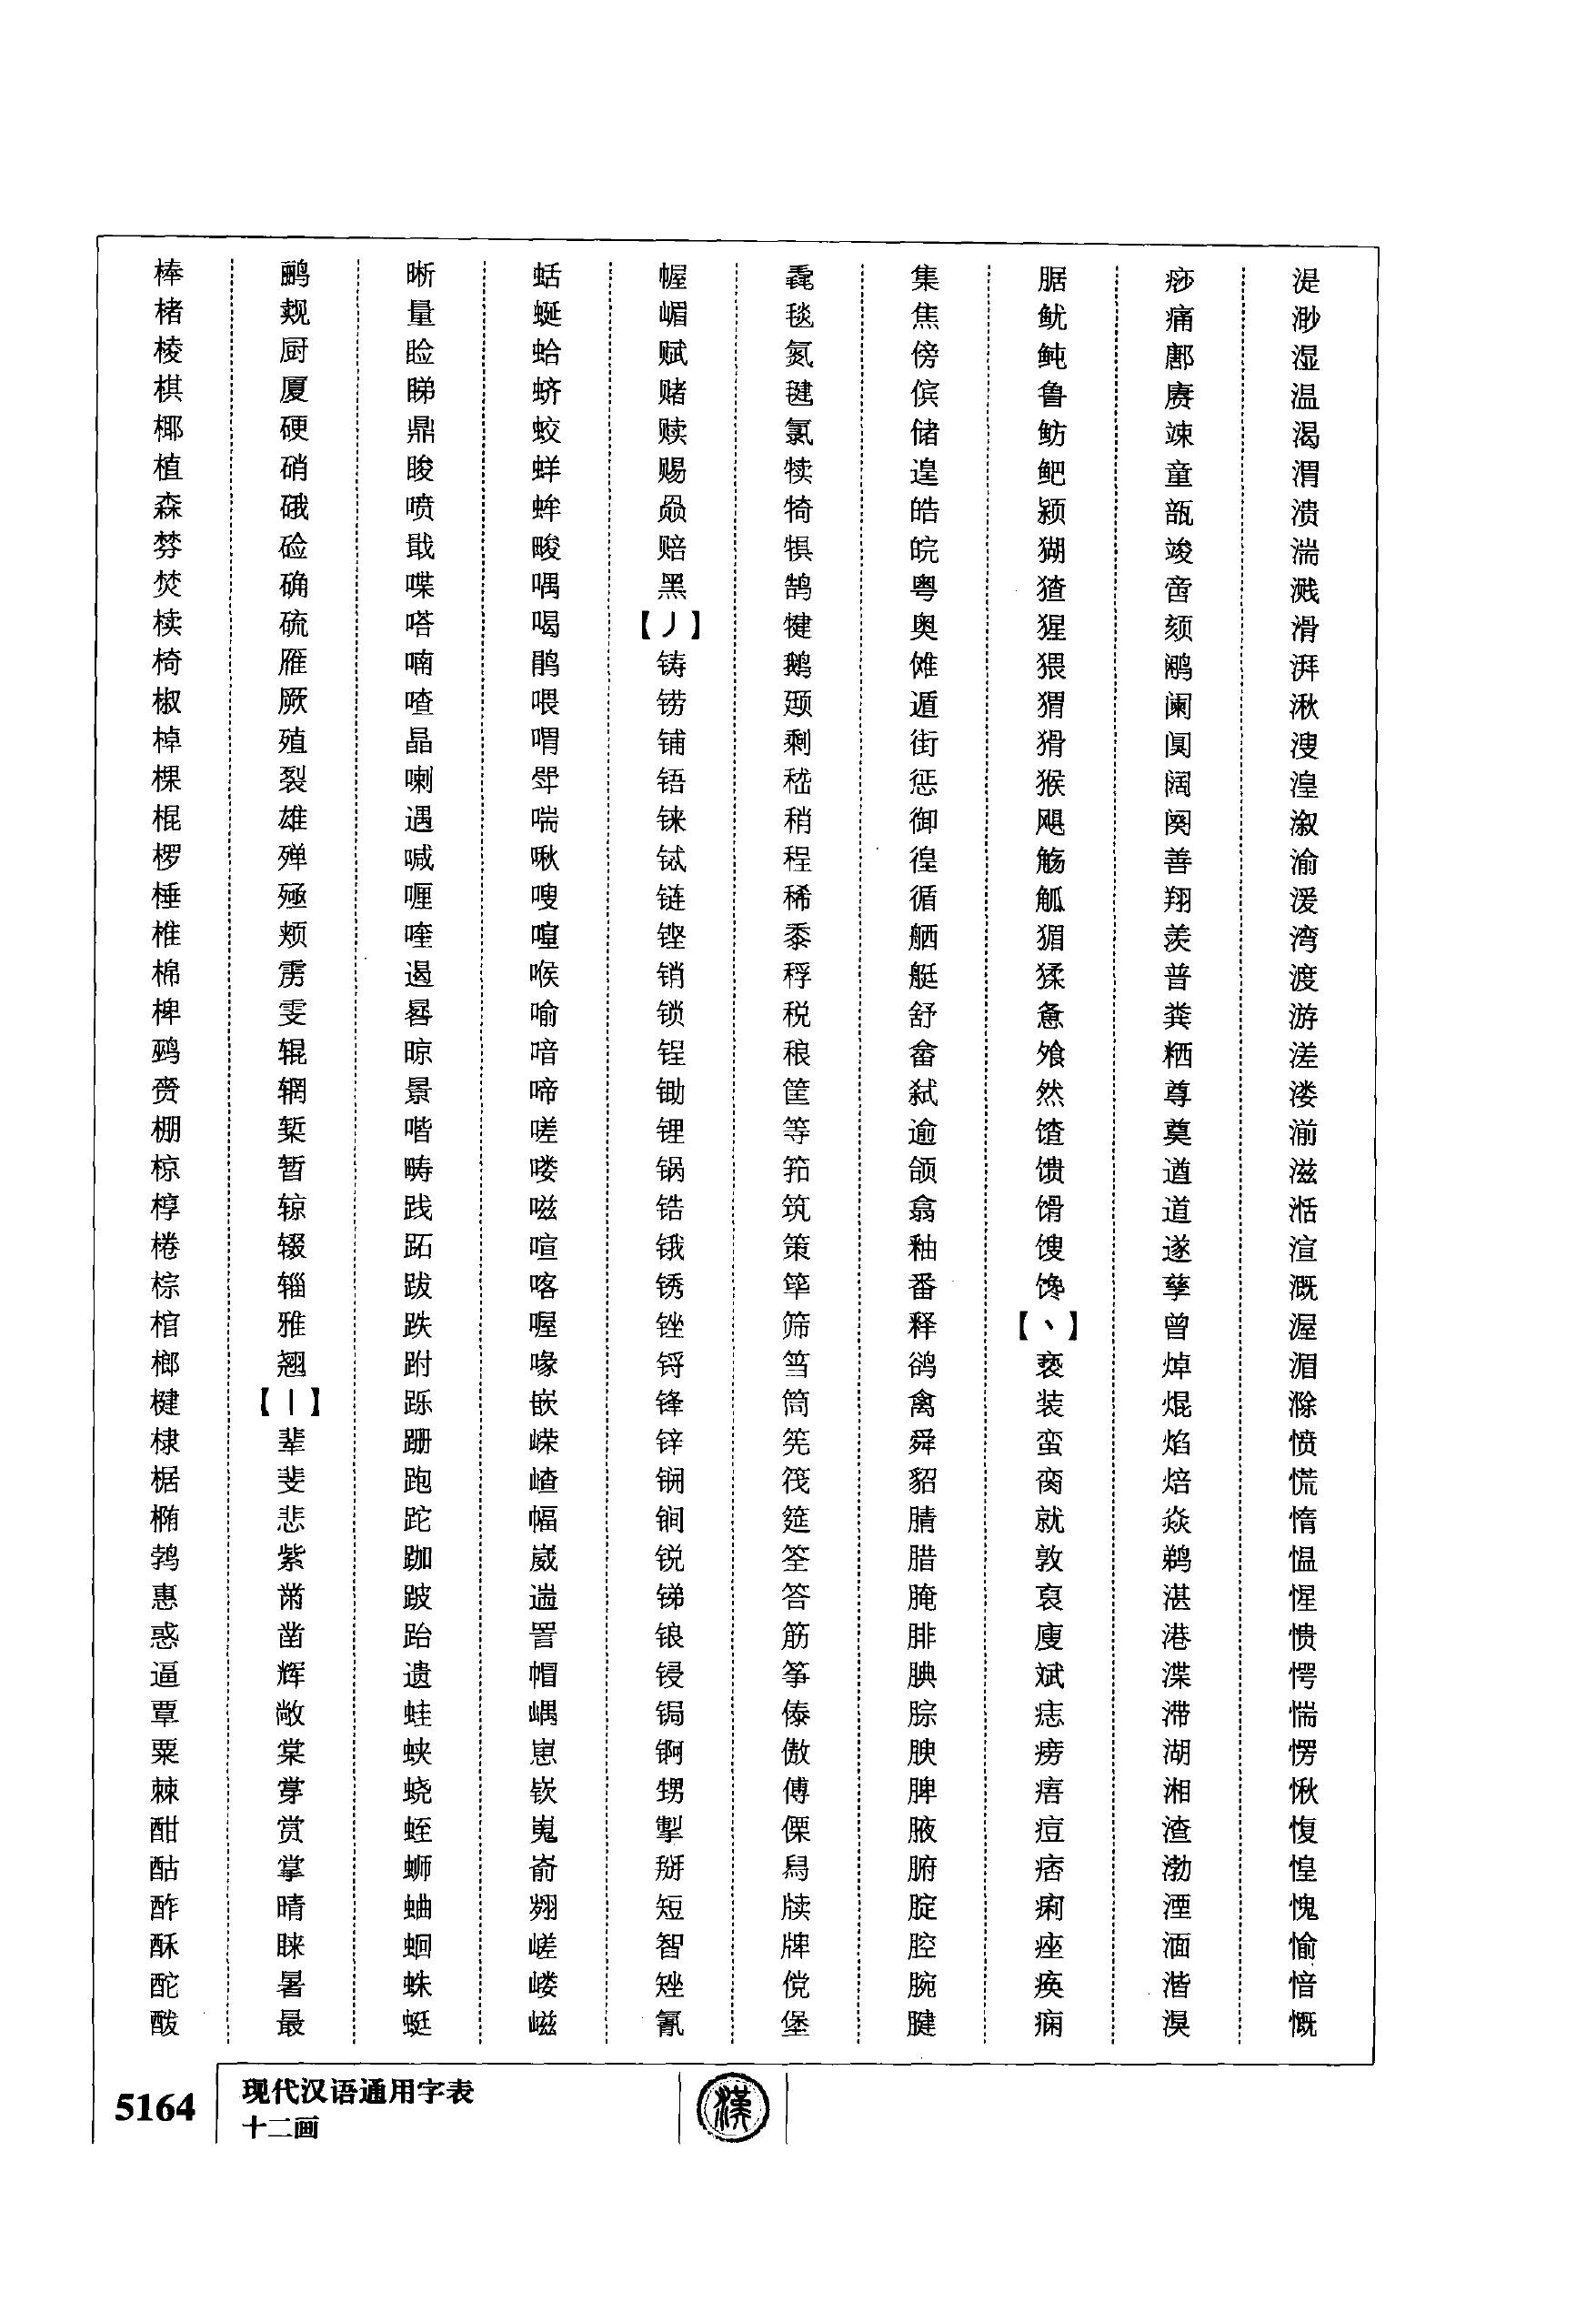 棒楮棱棋椰植森棼焚椟椅椒棹棵棍椤棰椎棉椑鹀赍棚椋椁棬棕棺榔楗棣椐椭鹁惠惑逼覃粟棘酣酤酢酥酡酦
鹂觌厨厦硬硝硪硷确硫雁厥殖裂雄殚殛颊雳雯辊辋椠暂辌辍辎雅翘【丨】辈斐悲紫黹凿辉敞棠牚赏掌晴睐暑最
晰量睑睇鼎睃喷戢喋嗒喃喳晶喇遇喊喱喹遏晷晾景喈畴践跖跋跌跗跞跚跑跎跏跛跆遗蛙蛱蛲蛭蛳蛐蛔蛛蜓
蛞蜒蛤蛴蛟蛘蛑畯喁喝鹃喂喟斝喘啾嗖喤喉喻喑啼嗟喽嗞喧喀喔喙嵌嵘嵖幅崴遄詈帽嵎崽嵚嵬嵛翙嵯嵝嵫
幄嵋赋赌赎赐赑赔黑【丿】铸铹铺铻铼铽链铿销锁锃锄锂锅锆锇锈锉锊锋锌锎锏锐锑锒锓锔锕甥掣掰短智矬氰
毳毯氮毽氯犊犄犋鹄犍鹅颋剩嵇稍程稀黍稃税稂筐等筘筑策筚筛筜筒筅筏筵筌答筋筝傣傲傅傈舄牍牌傥堡
集焦傍傧储遑皓皖粤奥傩遁街惩御徨循舾艇舒畲弑逾颌翕釉番释鹆禽舜貂腈腊腌腓腆腙腴脾腋腑腚腔腕腱
腒鱿鲀鲁鲂鲃颍猢猹猩猥猬猾猴飓觞觚猸猱惫飧然馇馈馉馊馋【丶】亵装蛮脔就敦裒廋斌痣痨痦痘痞痢痤痪痫
痧痛鄌赓竦童瓿竣啻颏鹇阑阒阔阕善翔羡普粪粞尊奠遒道遂孳曾焯焜焰焙焱鹈湛港渫滞湖湘渣渤湮湎湝湨
湜渺湿温渴渭溃湍溅滑湃湫溲湟溆渝湲湾渡游溠溇湔滋湉渲溉渥湄滁愤慌惰愠惺愦愕惴愣愀愎惶愧愉愔慨
5164
现代汉语通用字表
十二画
漢